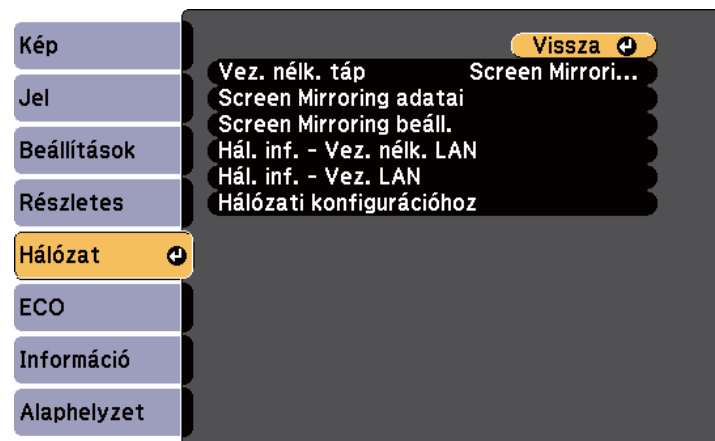 Kép
Jel
Beállítások
Részletes
Hálózat
ECO
Információ
Alaphelyzet
Vissza
Vez. nélk. táp Screen Mirrori...
Screen Mirroring adatai
Screen Mirroring beáll.
Hál. inf. - Vez. nélk. LAN
Hál. inf. - Vez. LAN
Hálózati konfigurációhoz